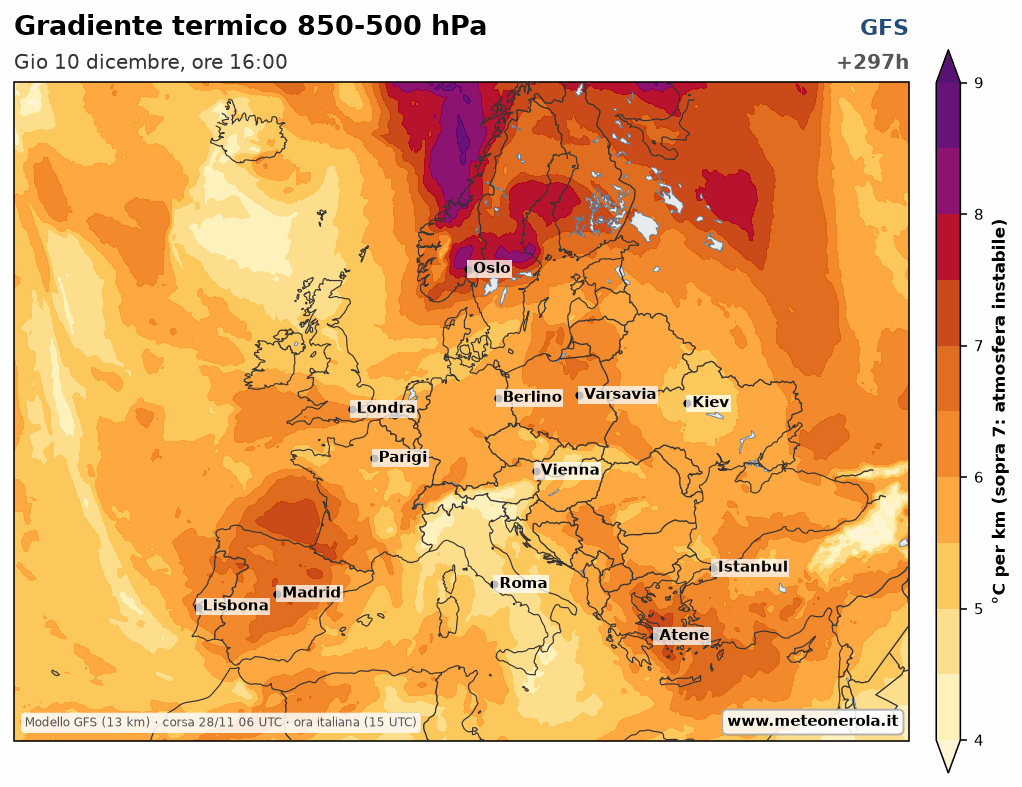 Gradiente termico 850-500 hPa
GFS
Gio 10 dicembre, ore 16:00
+297h
Oslo
Berlino
Varsavia
Kiev
Londra
Parigi
Vienna
Istanbul
Roma
Madrid
Lisbona
Atene
Modello GFS (13 km) · corsa 28/11 06 UTC · ora italiana (15 UTC)
www.meteonerola.it
9
8
7
6
5
4
°C per km (sopra 7: atmosfera instabile)